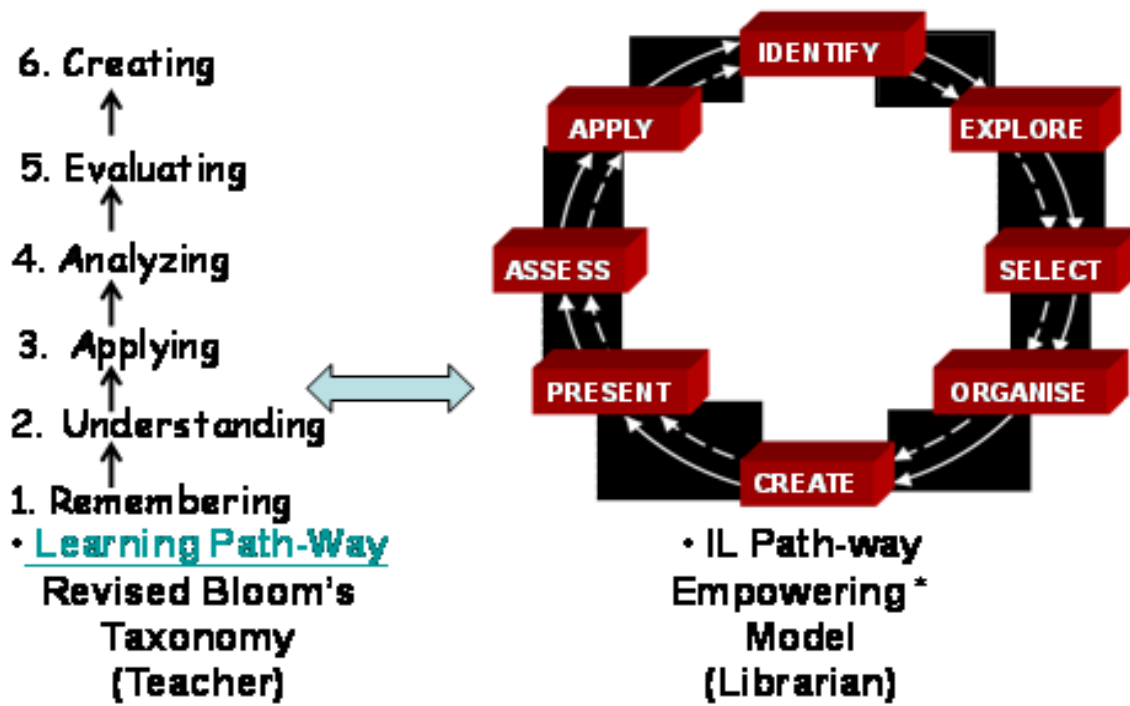 6. Creating
5. Evaluating
4. Analyzing
3. Applying
2. Understanding
1. Remembering
• Learning Path-Way
Revised Bloom's
Taxonomy
(Teacher)
IDENTIFY
EXPLORE
SELECT
ORGANISE
CREATE
PRESENT
ASSESS
APPLY
• IL Path-way
Empowering *
Model
(Librarian)